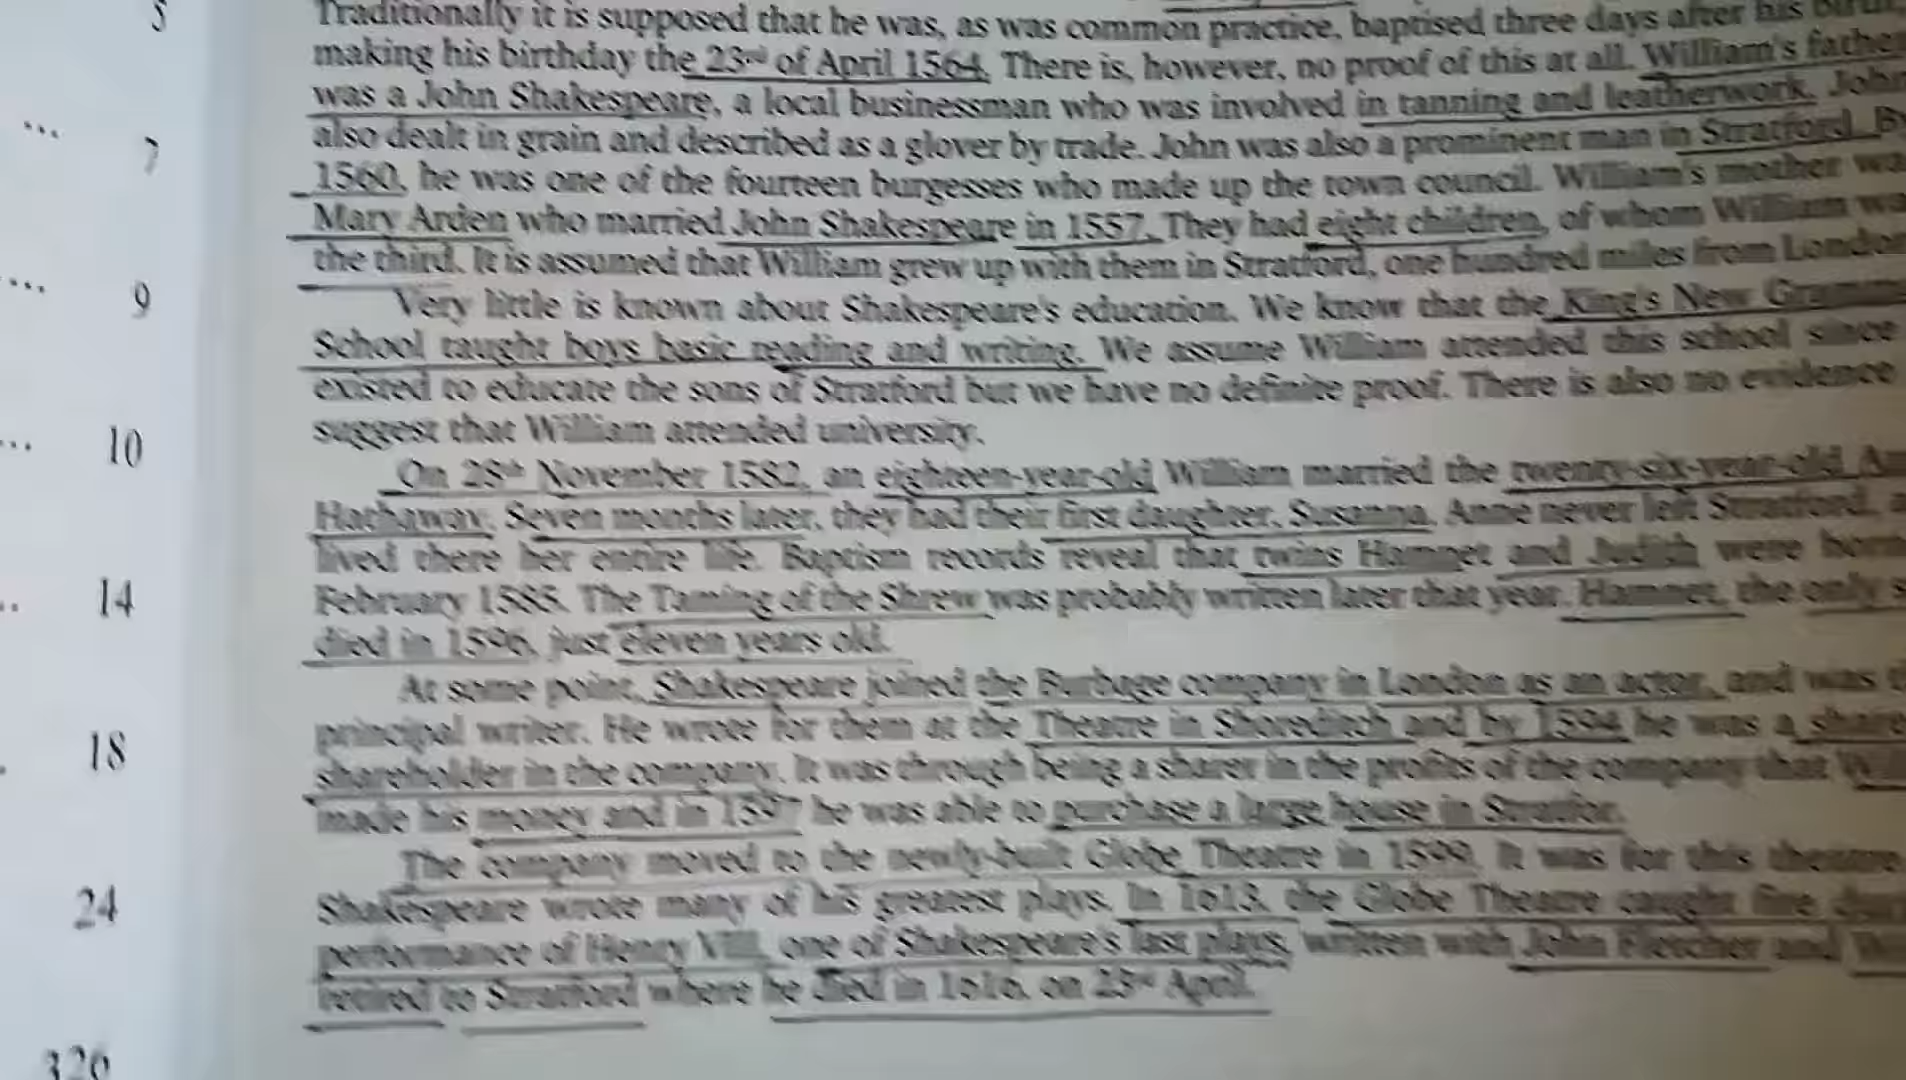 5
Traditionally it is supposed that he was, as was common practice, baptised three days after his birth,
making his birthday the 23rd of April 1564. There is, however, no proof of this at all. William's father
was a John Shakespeare, a local businessman who was involved in tanning and leatherwork. John
also dealt in grain and described as a glover by trade. John was also a prominent man in Stratford. By
1560, he was one of the fourteen burgesses who made up the town council. William's mother wa
Mary Arden who married John Shakespeare in 1557. They had eight children, of whom William wa
the third. It is assumed that William grew up with them in Stratford, one hundred miles from London
Very little is known about Shakespeare's education. We know that the King's New Gramma
School taught boys basic reading and writing. We assume William attended this school since
existed to educate the sons of Stratford but we have no definite proof. There is also no evidence
suggest that William attended university.
On 28th November 1582, an eighteen-year-old William married the twenty-six-year-old An
Hathaway. Seven months later, they had their first daughter, Susanna. Anne never left Stratford, a
lived there her entire life. Baptism records reveal that twins Hamnet and Judith were born
February 1585. The Taming of the Shrew was probably written later that year. Hamnet, the only s
died in 1596, just eleven years old.
At some point, Shakespeare joined the Burbage company in London as an actor, and was t
principal writer. He wrote for them at the Theatre in Shoreditch and by 1594 he was a share
shareholder in the company. It was through being a sharer in the profits of the company that Will
made his money and in 1597 he was able to purchase a large house in Stratfor.
The company moved to the newly-built Globe Theatre in 1599. It was for this theatre
Shakespeare wrote many of his greatest plays. In 1613, the Globe Theatre caught fire
performance of Henry VIII, one of Shakespeare's last plays, written with John Fletcher and
retired to Stratford where he died in 1616, on 23rd April.
... 7
... 9
... 10
.. 14
. 18
24
326